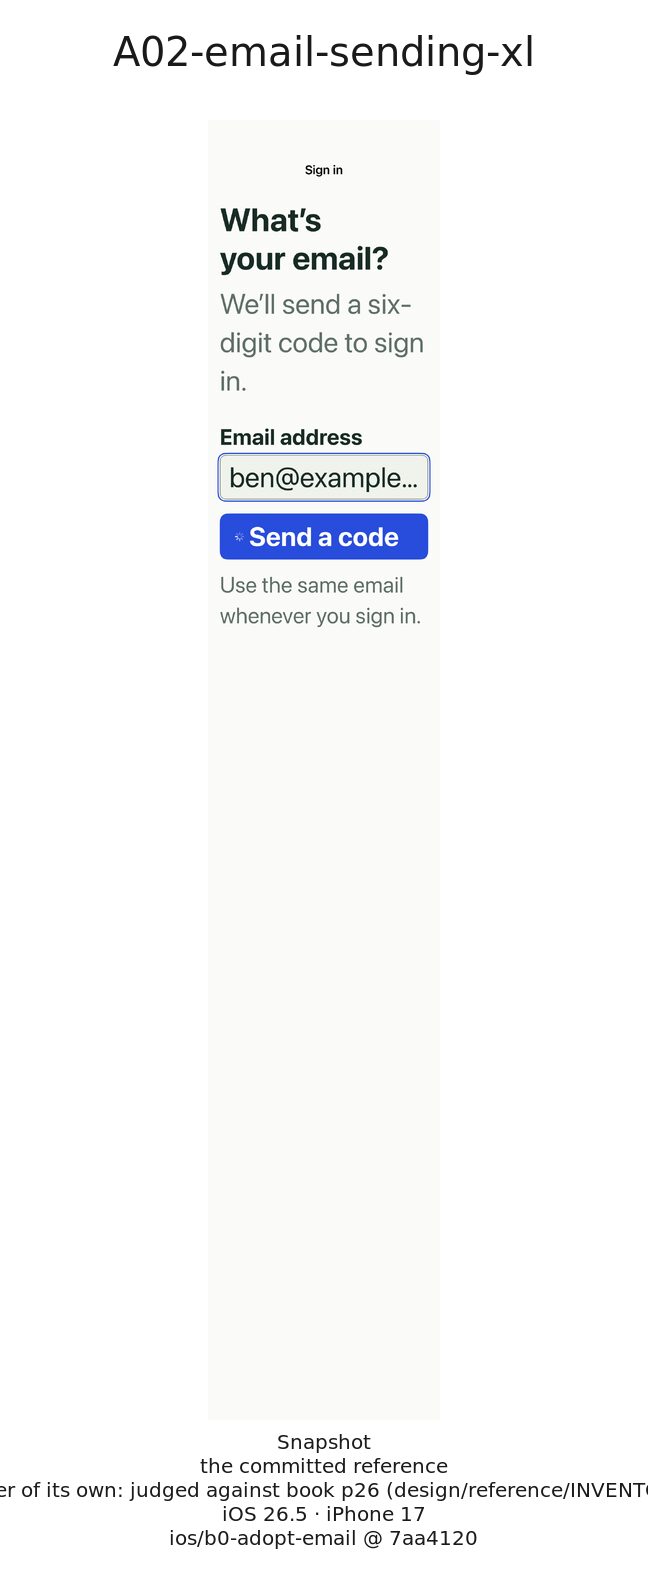 A02-email-sending-xl
Sign in
What’s
your email?
We’ll send a six-
digit code to sign
in.
Email address
ben@example...
Send a code
Use the same email
whenever you sign in.
Snapshot
the committed reference
of its own: judged against book p26 (design/reference/
iOS 26.5 · iPhone 17
ios/b0-adopt-email @ 7aa4120